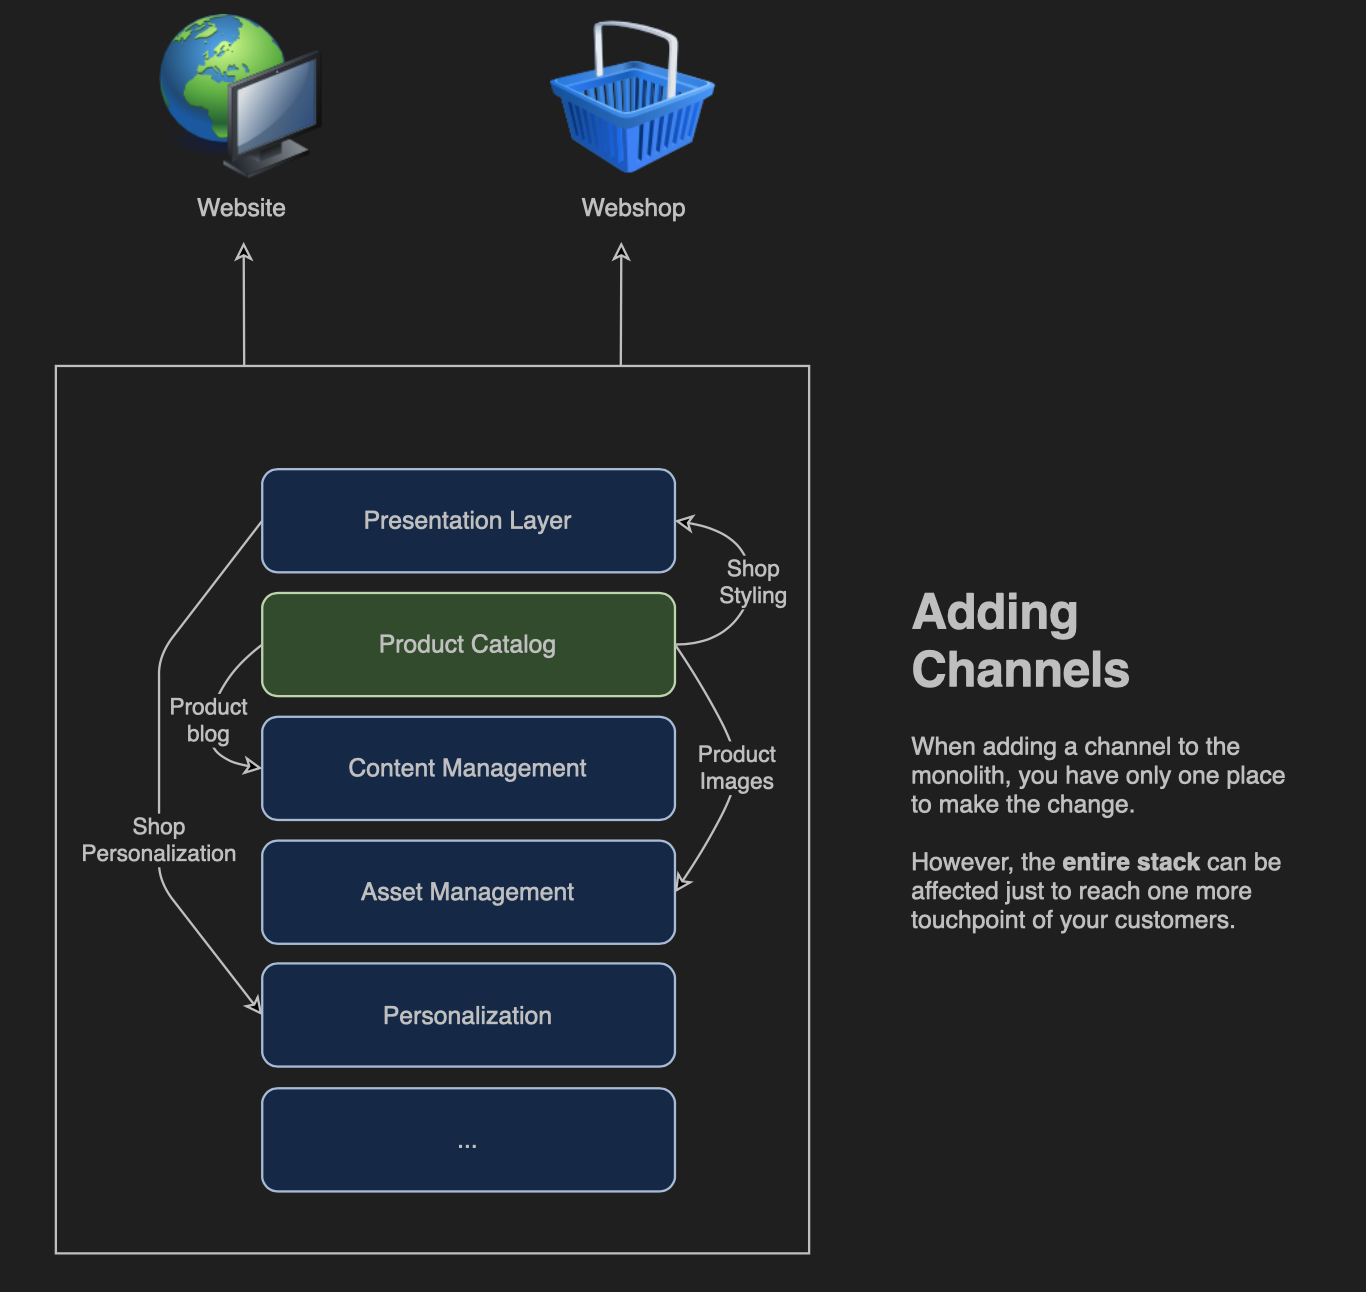 Website
Webshop
Presentation Layer
Shop
Styling
Product Catalog
Product
blog
Content Management
Product
Images
Shop
Personalization
Asset Management
Personalization
...
Adding
Channels
When adding a channel to the
monolith, you have only one place
to make the change.
However, the entire stack can be
affected just to reach one more
touchpoint of your customers.